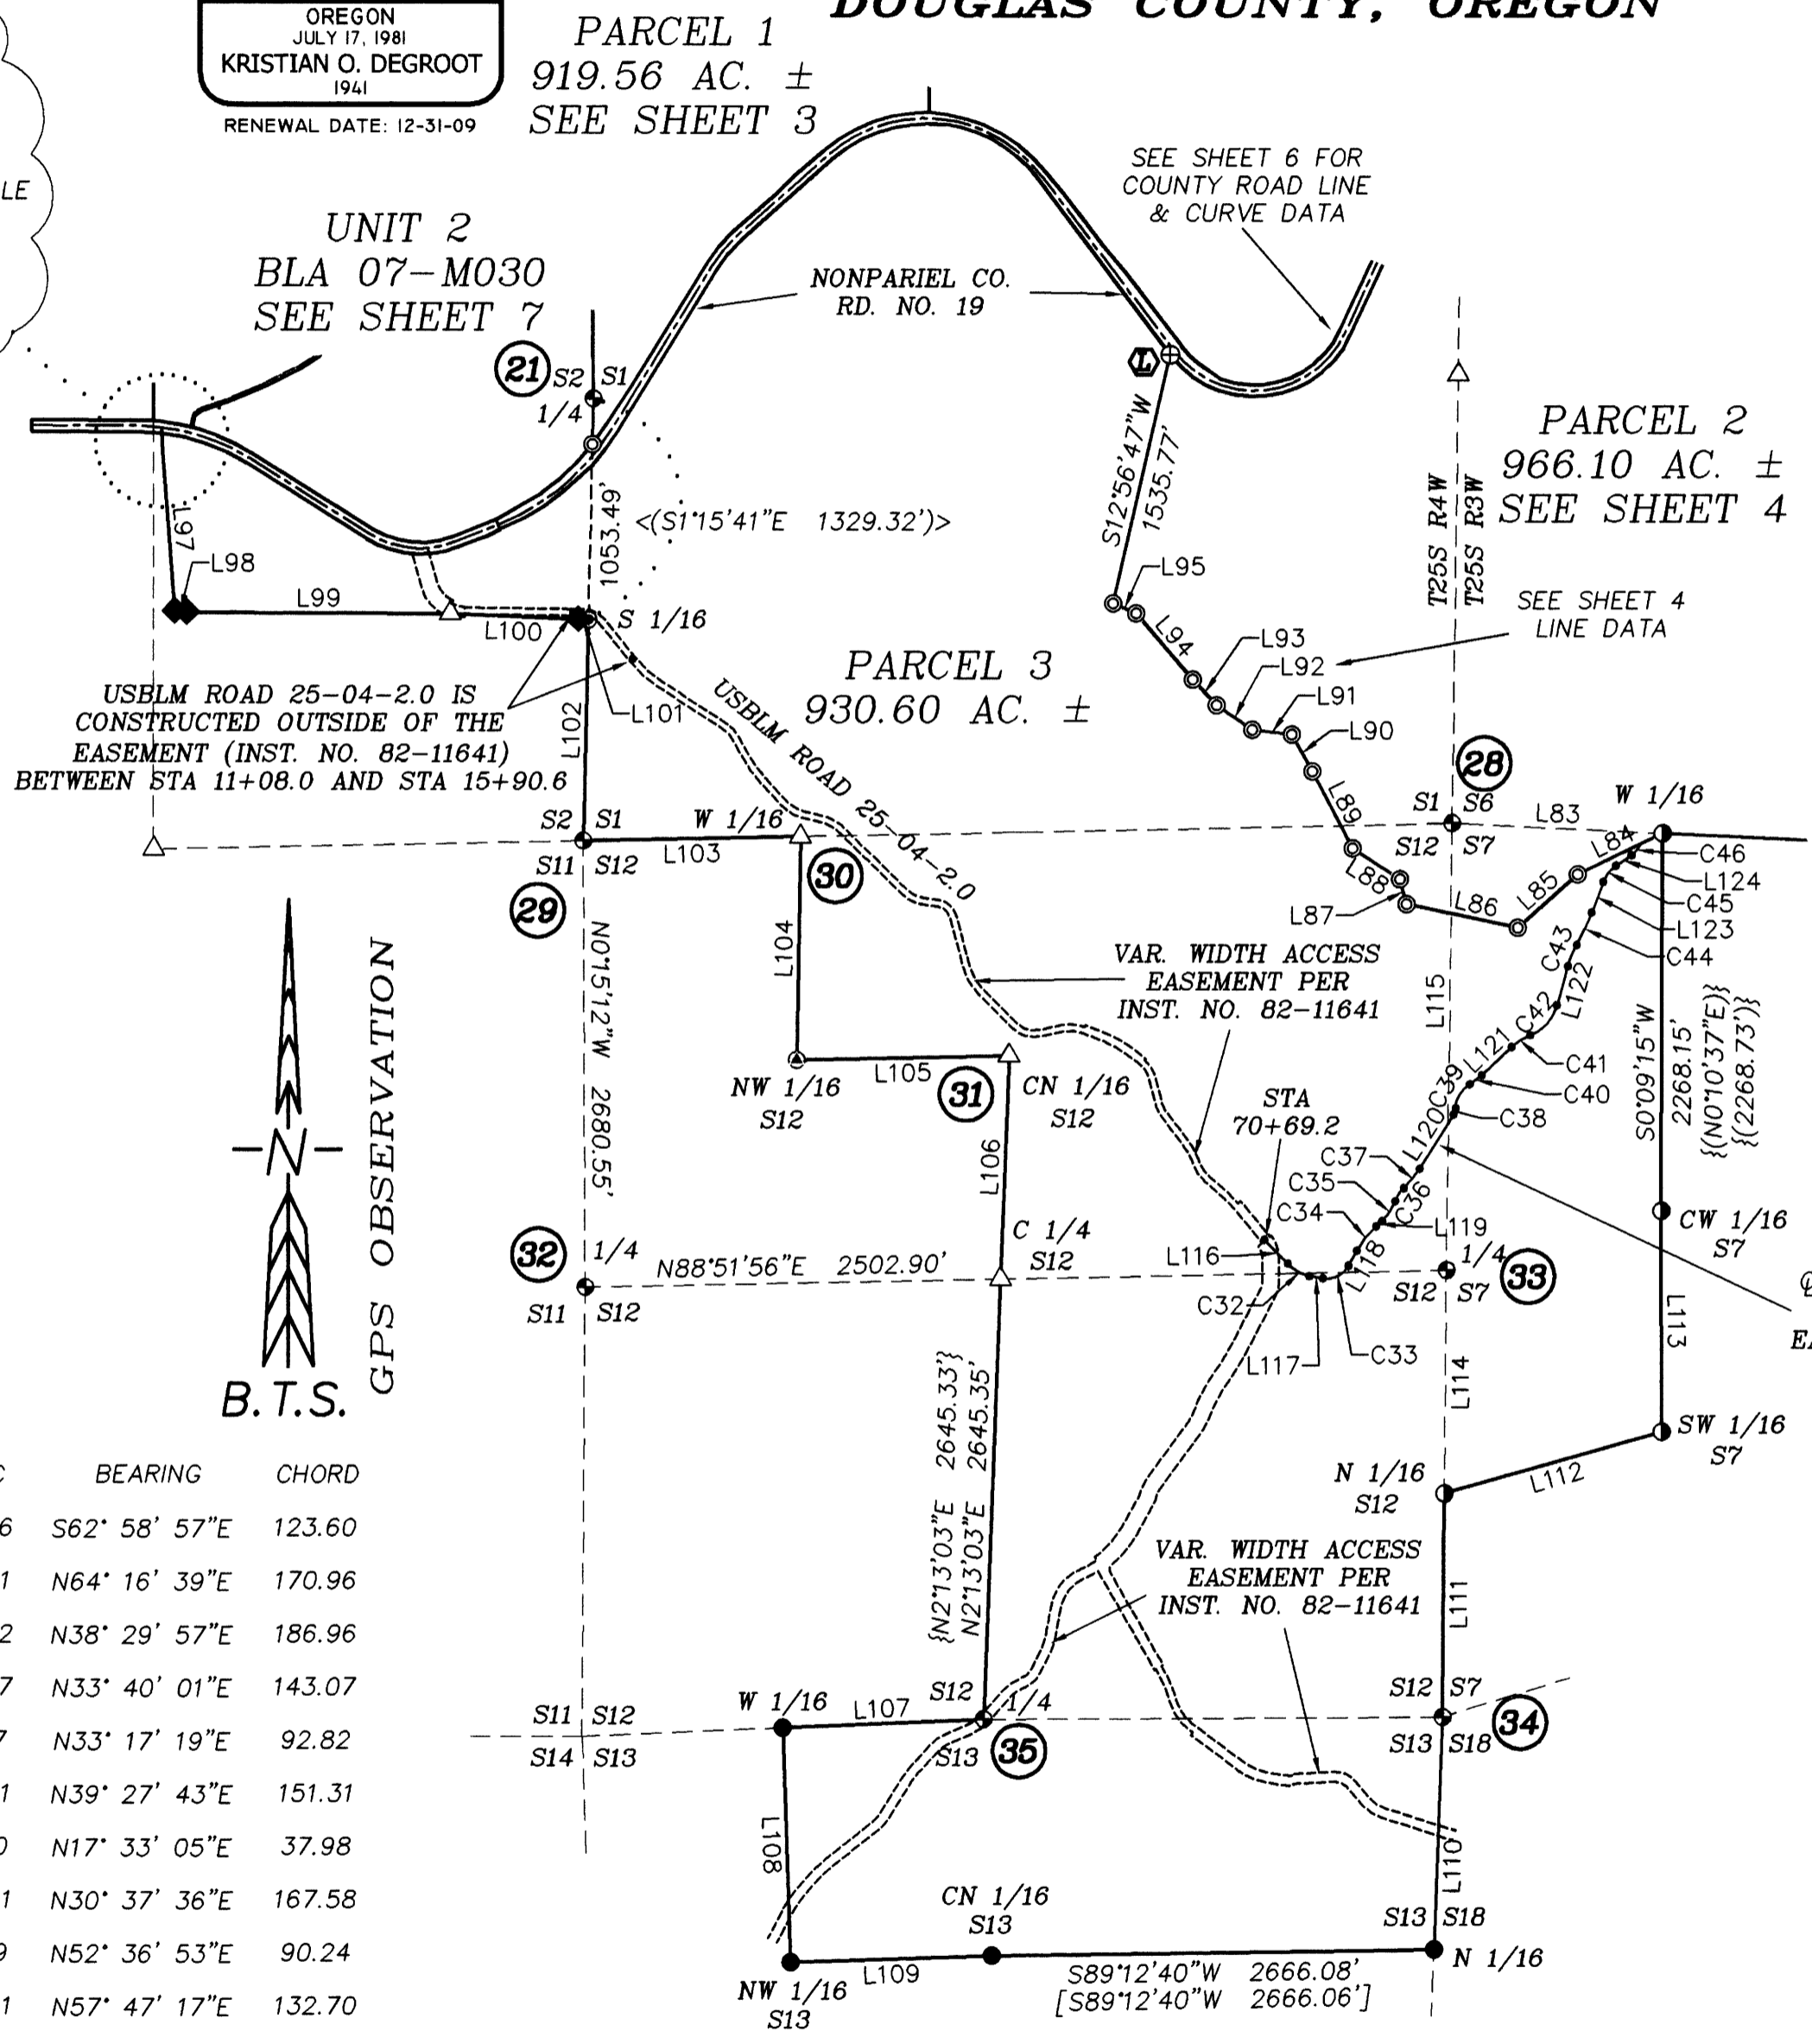 DOUGLAS COUNTY, OREGON
OREGON
JULY 17, 1981
KRISTIAN O. DEGROOT
1941
RENEWAL DATE: 12-31-09
PARCEL 1
919.56 AC. ±
SEE SHEET 3
LE
SEE SHEET 6 FOR
COUNTY ROAD LINE
& CURVE DATA
UNIT 2
BLA 07-M030
SEE SHEET 7
NONPARIEL CO.
RD. NO. 19
21
S2 S1
1/4
L
PARCEL 2
966.10 AC. ±
SEE SHEET 4
S12°56'47"W
1535.77'
T25S R4W
T25S R3W
L97
L98
L99
L100
1053.49'
<(S1°15'41"E 1329.32')>
S 1/16
L95
L94
L93
L92
L91
L90
L89
L88
L87
L86
L85
L84
L83
SEE SHEET 4
LINE DATA
PARCEL 3
930.60 AC. ±
USBLM ROAD 25-04-2.0 IS
CONSTRUCTED OUTSIDE OF THE
EASEMENT (INST. NO. 82-11641)
BETWEEN STA 11+08.0 AND STA 15+90.6
L101
L102
USBLM ROAD 25-04-2.0
28
S1 S6
S12 S7
W 1/16
S2 S1
S11 S12
W 1/16
L103
30
29
L104
N0°15'12"W 2680.55'
GPS OBSERVATION
N
B.T.S.
C46
L124
C45
L123
C44
C43
L122
C42
C41
L121
C40
C39
C38
L120
C37
C36
C35
C34
L119
L118
C33
L117
C32
L116
L115
VAR. WIDTH ACCESS
EASEMENT PER
INST. NO. 82-11641
S0°09'15"W
2268.15'
{(N0°10'37"E)}
{(2268.73')}
NW 1/16
S12
L105
31
CN 1/16
S12
STA
70+69.2
L106
CW 1/16
S7
32
1/4
S11 S12
N88°51'56"E 2502.90'
C 1/4
S12
1/4
S12 S7
33
L113
EA
L114
{N2°13'03"E 2645.33'}
N2°13'03"E 2645.35'
SW 1/16
S7
L112
N 1/16
S12
L111
VAR. WIDTH ACCESS
EASEMENT PER
INST. NO. 82-11641
C BEARING CHORD
6 S62° 58' 57"E 123.60
1 N64° 16' 39"E 170.96
2 N38° 29' 57"E 186.96
7 N33° 40' 01"E 143.07
7 N33° 17' 19"E 92.82
1 N39° 27' 43"E 151.31
0 N17° 33' 05"E 37.98
1 N30° 37' 36"E 167.58
9 N52° 36' 53"E 90.24
1 N57° 47' 17"E 132.70
S11 S12
S14 S13
W 1/16
L107
S12 1/4
S13
35
S12 S7
S13 S18
34
L108
L110
CN 1/16
S13
S13 S18
N 1/16
NW 1/16
S13
L109
S89°12'40"W 2666.08'
[S89°12'40"W 2666.06']